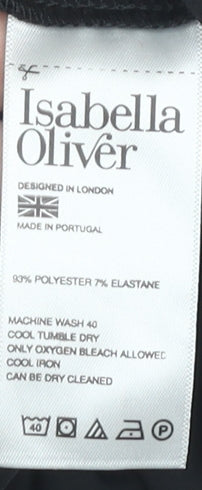 Isabella
Oliver
DESIGNED IN LONDON
MADE IN PORTUGAL
93% POLYESTER 7% ELASTANE
MACHINE WASH 40
COOL TUMBLE DRY
ONLY OXYGEN BLEACH ALLOWED
COOL IRON
CAN BE DRY CLEANED
40 P